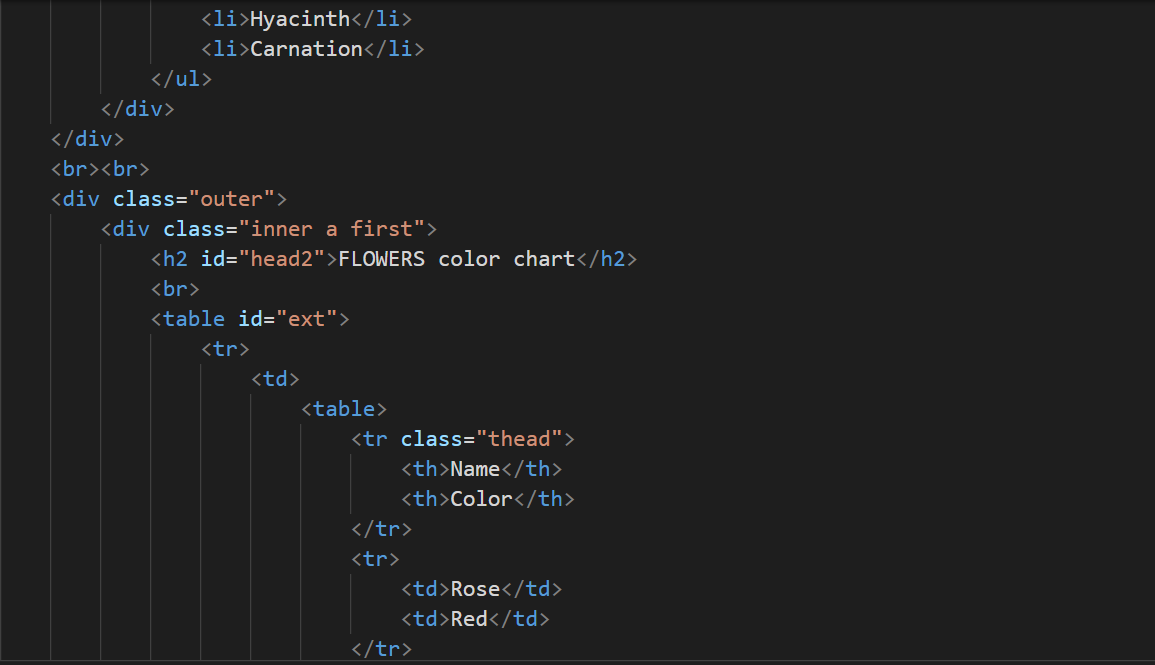 <li>Hyacinth</li>
<li>Carnation</li>
</ul>
</div>
</div>
<br><br>
<div class="outer">
<div class="inner a first">
<h2 id="head2">FLOWERS color chart</h2>
<br>
<table id="ext">
<tr>
<td>
<table>
<tr class="thead">
<th>Name</th>
<th>Color</th>
</tr>
<tr>
<td>Rose</td>
<td>Red</td>
</tr>